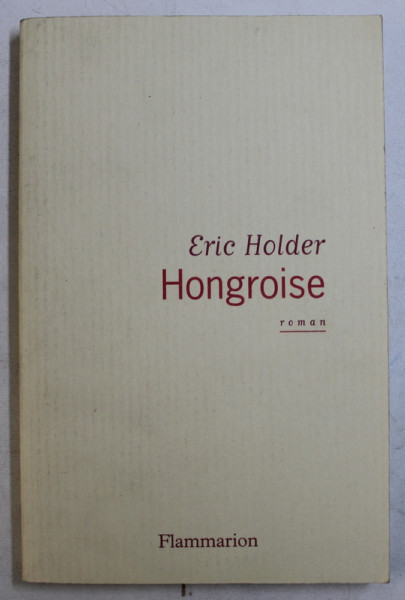 Eric Holder
Hongroise
roman
Flammarion